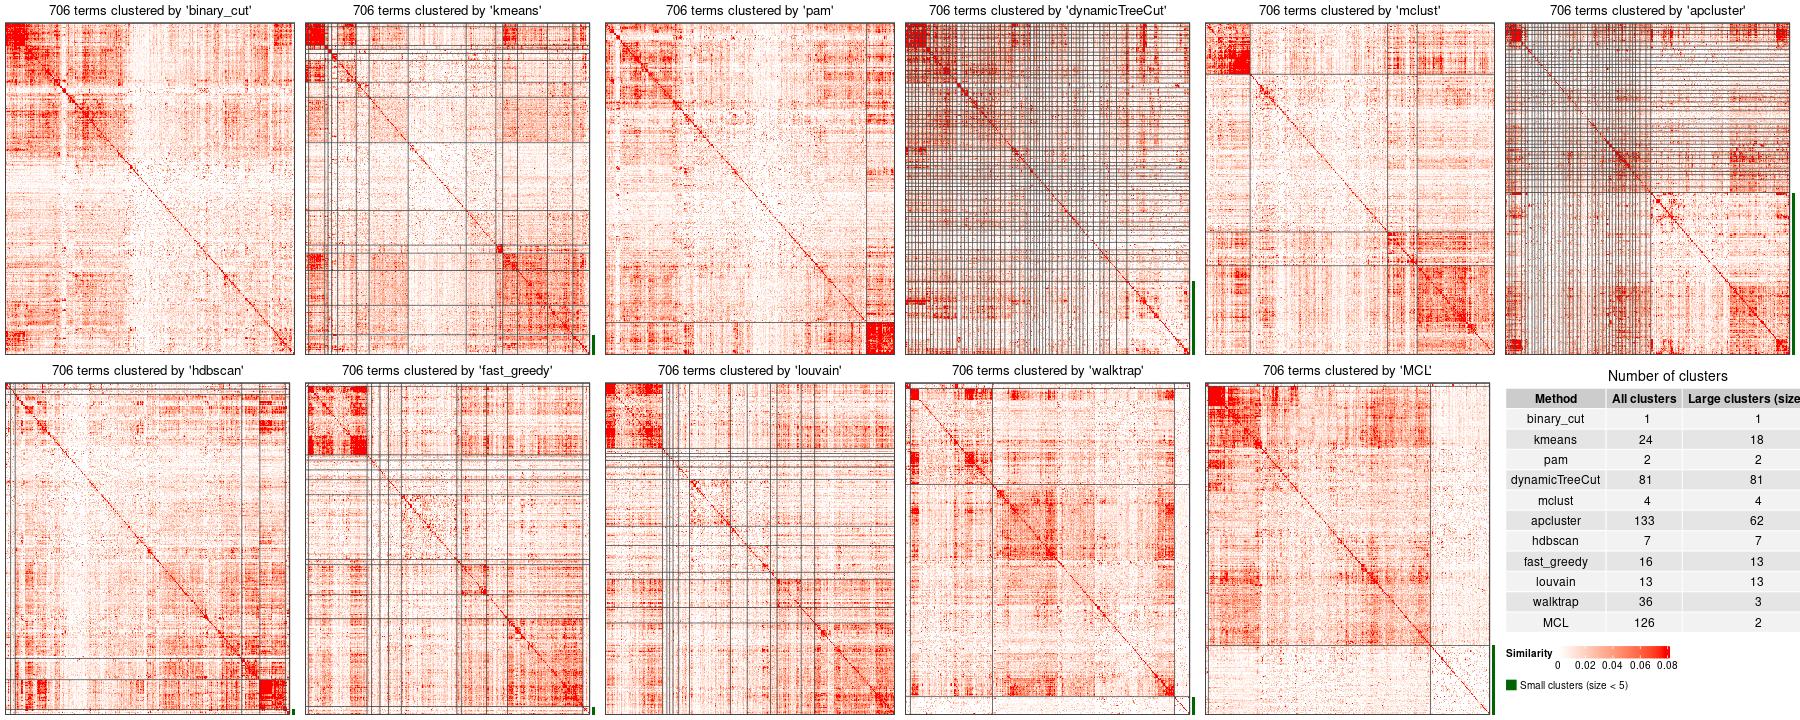 706 terms clustered by 'binary_cut'
706 terms clustered by 'kmeans'
706 terms clustered by 'pam'
706 terms clustered by 'dynamicTreeCut'
706 terms clustered by 'mclust'
706 terms clustered by 'apcluster'
706 terms clustered by 'hdbscan'
706 terms clustered by 'fast_greedy'
706 terms clustered by 'louvain'
706 terms clustered by 'walktrap'
706 terms clustered by 'MCL'
Number of clusters
Method All clusters Large clusters (size
binary_cut 1 1
kmeans 24 18
pam 2 2
dynamicTreeCut 81 81
mclust 4 4
apcluster 133 62
hdbscan 7 7
fast_greedy 16 13
louvain 13 13
walktrap 36 3
MCL 126 2
Similarity
0 0.02 0.04 0.06 0.08
Small clusters (size < 5)